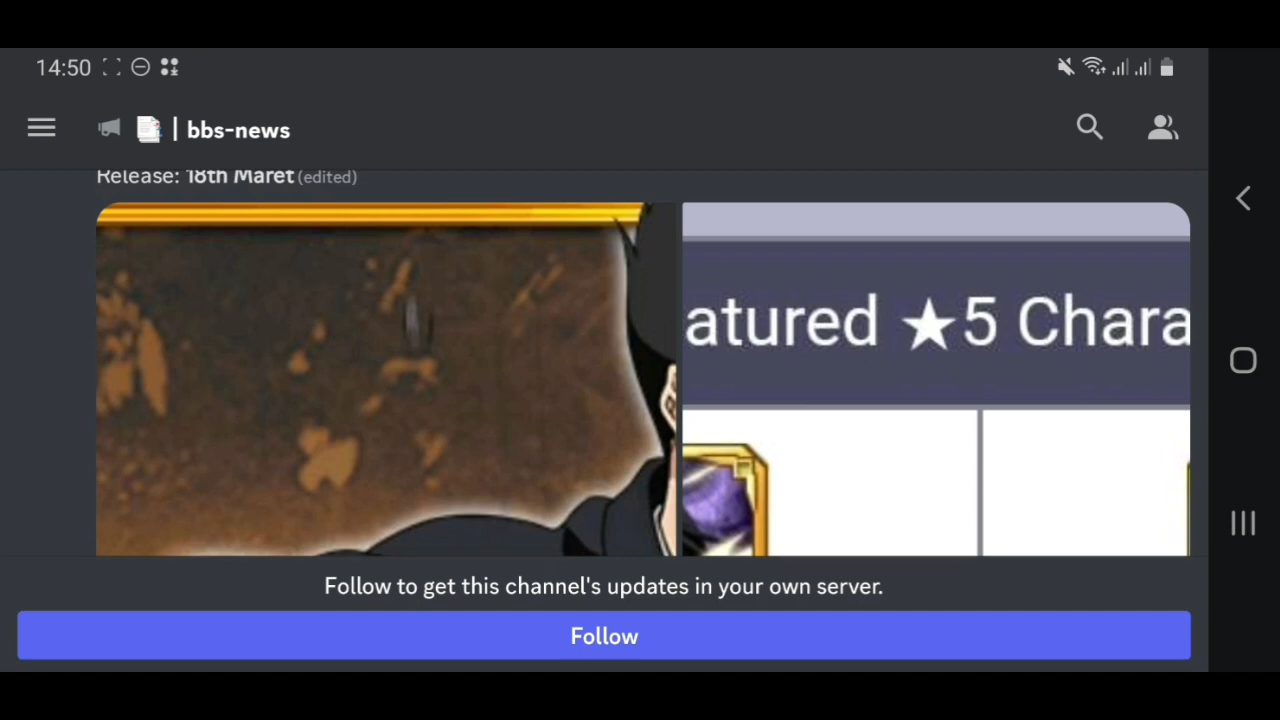 14:50
| bbs-news
Release: 18th Maret (edited)
atured ★5 Chara
Follow to get this channel's updates in your own server.
Follow